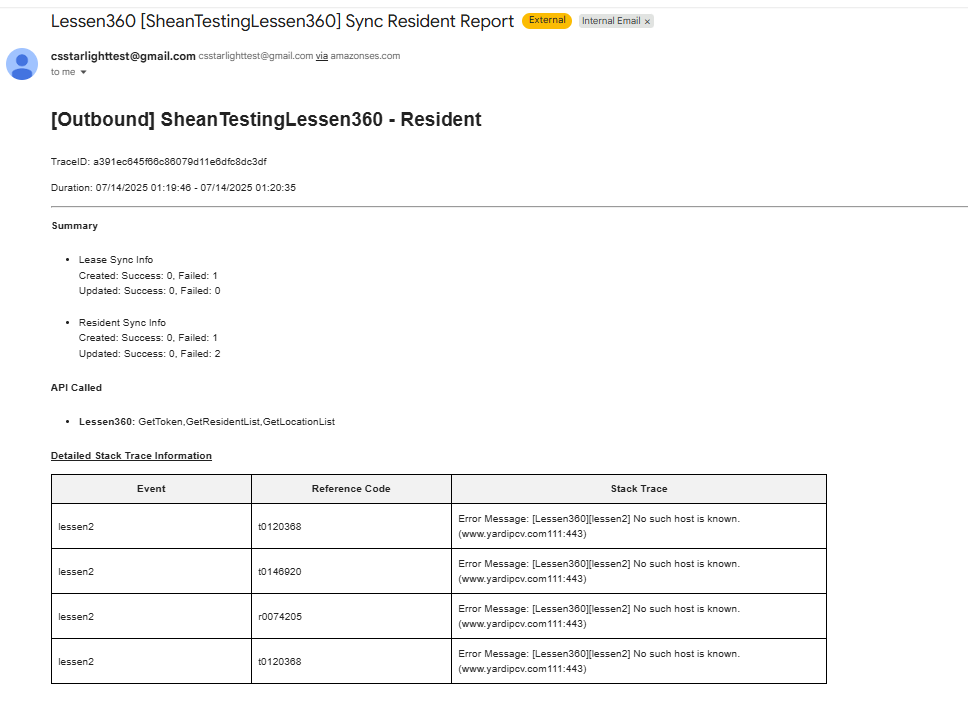 Lessen360 [SheanTestingLessen360] Sync Resident Report External Internal Email ×
csstarlighttest@gmail.com csstarlighttest@gmail.com via amazonses.com
to me
[Outbound] SheanTestingLessen360 - Resident
TraceID: a391ec645f66c86079d11e6dfc8dc3df
Duration: 07/14/2025 01:19:46 - 07/14/2025 01:20:35
Summary
• Lease Sync Info
Created: Success: 0, Failed: 1
Updated: Success: 0, Failed: 0
• Resident Sync Info
Created: Success: 0, Failed: 1
Updated: Success: 0, Failed: 2
API Called
• Lessen360: GetToken,GetResidentList,GetLocationList
Detailed Stack Trace Information
Event Reference Code Stack Trace
lessen2 t0120368 Error Message: [Lessen360][lessen2] No such host is known.
(www.yardipcv.com111:443)
lessen2 t0146920 Error Message: [Lessen360][lessen2] No such host is known.
(www.yardipcv.com111:443)
lessen2 r0074205 Error Message: [Lessen360][lessen2] No such host is known.
(www.yardipcv.com111:443)
lessen2 t0120368 Error Message: [Lessen360][lessen2] No such host is known.
(www.yardipcv.com111:443)